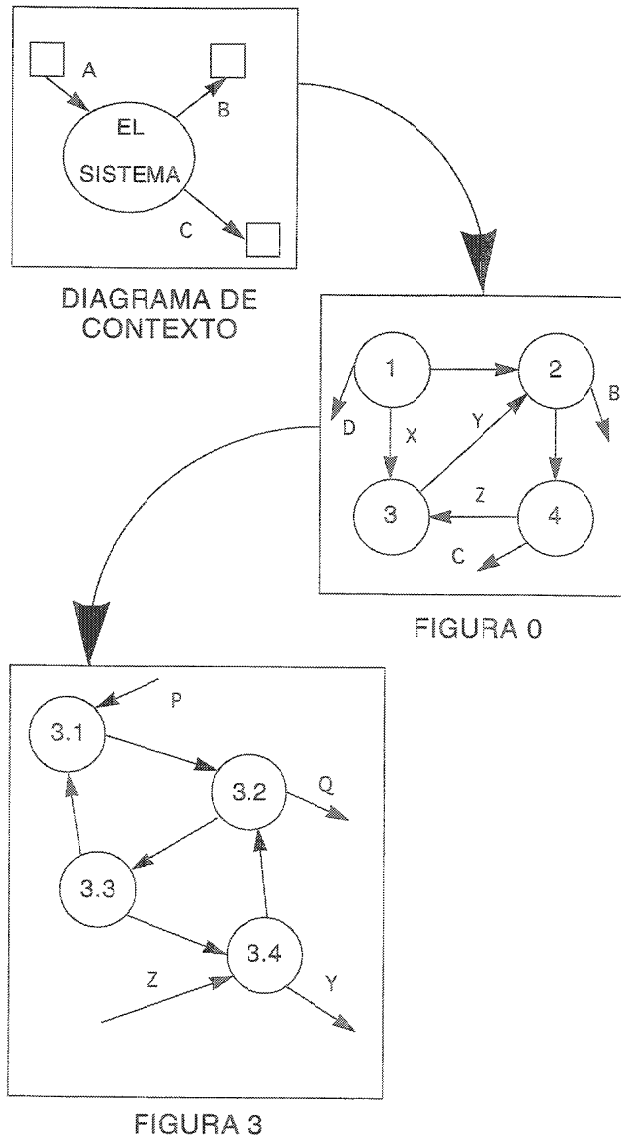 A
B
EL
SISTEMA
C
DIAGRAMA DE
CONTEXTO
1
2
D
X
Y
B
3
Z
4
C
FIGURA 0
P
3.1
3.2
Q
3.3
3.4
Z
Y
FIGURA 3